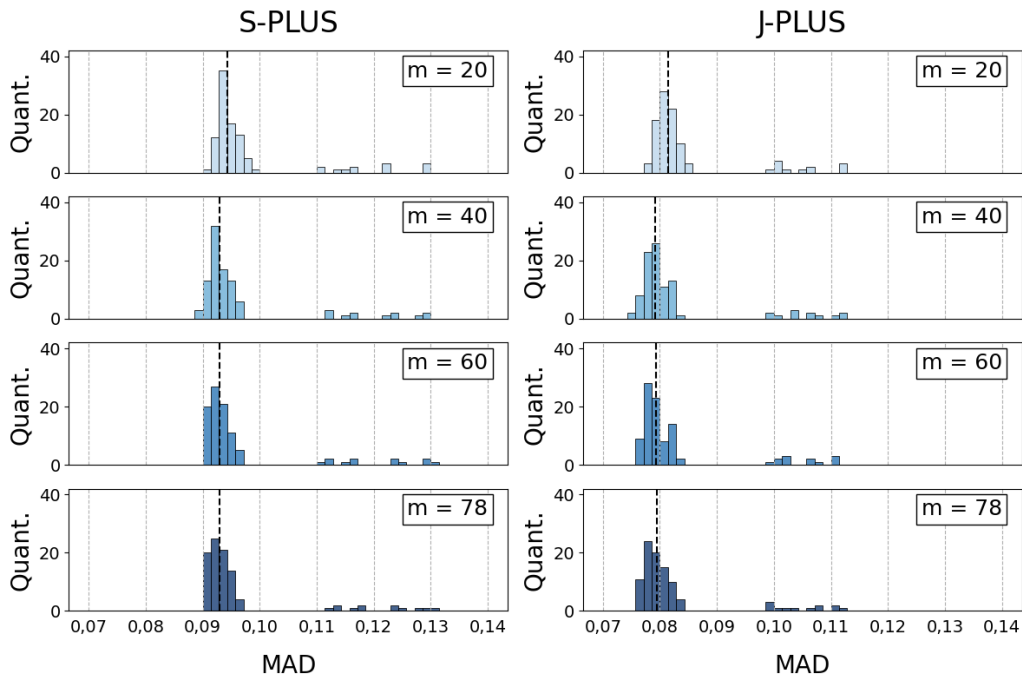 S-PLUS J-PLUS
40 m = 20 40 m = 20
Quant. 20 Quant. 20
0 0
40 m = 40 40 m = 40
Quant. 20 Quant. 20
0 0
40 m = 60 40 m = 60
Quant. 20 Quant. 20
0 0
40 m = 78 40 m = 78
Quant. 20 Quant. 20
0 0
0,07 0,08 0,09 0,10 0,11 0,12 0,13 0,14 0,07 0,08 0,09 0,10 0,11 0,12 0,13 0,14
MAD MAD